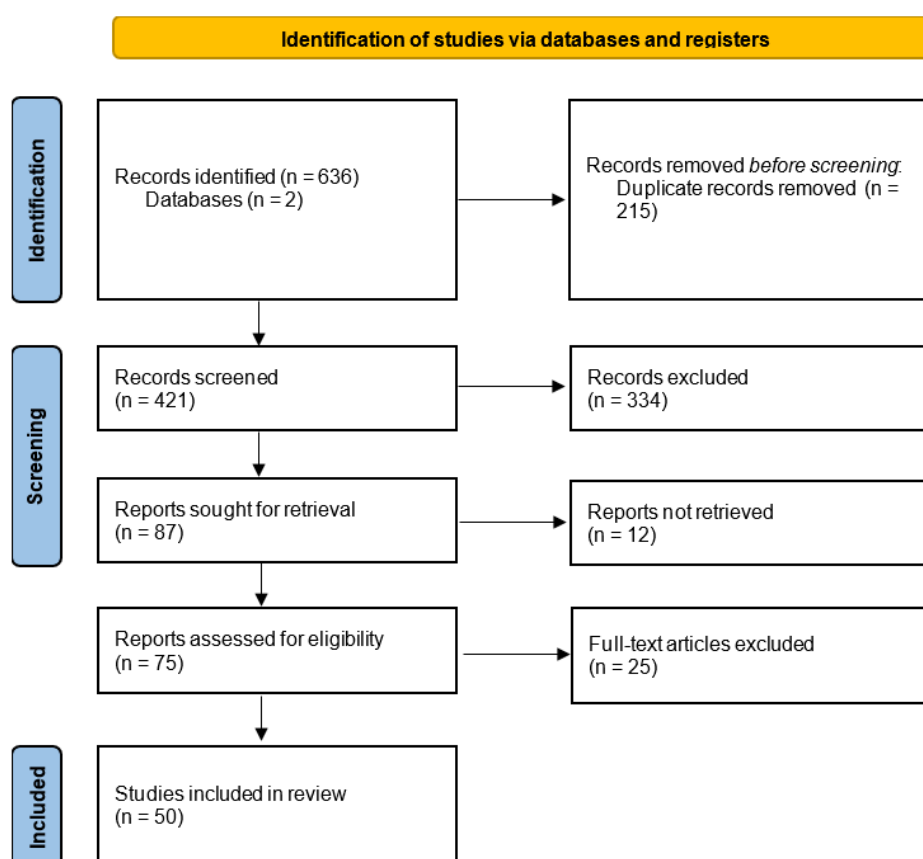 Identification of studies via databases and registers
Identification
Records identified (n = 636)
Databases (n = 2)
Records removed before screening:
Duplicate records removed (n =
215)
Screening
Records screened
(n = 421)
Records excluded
(n = 334)
Reports sought for retrieval
(n = 87)
Reports not retrieved
(n = 12)
Reports assessed for eligibility
(n = 75)
Full-text articles excluded
(n = 25)
Included
Studies included in review
(n = 50)